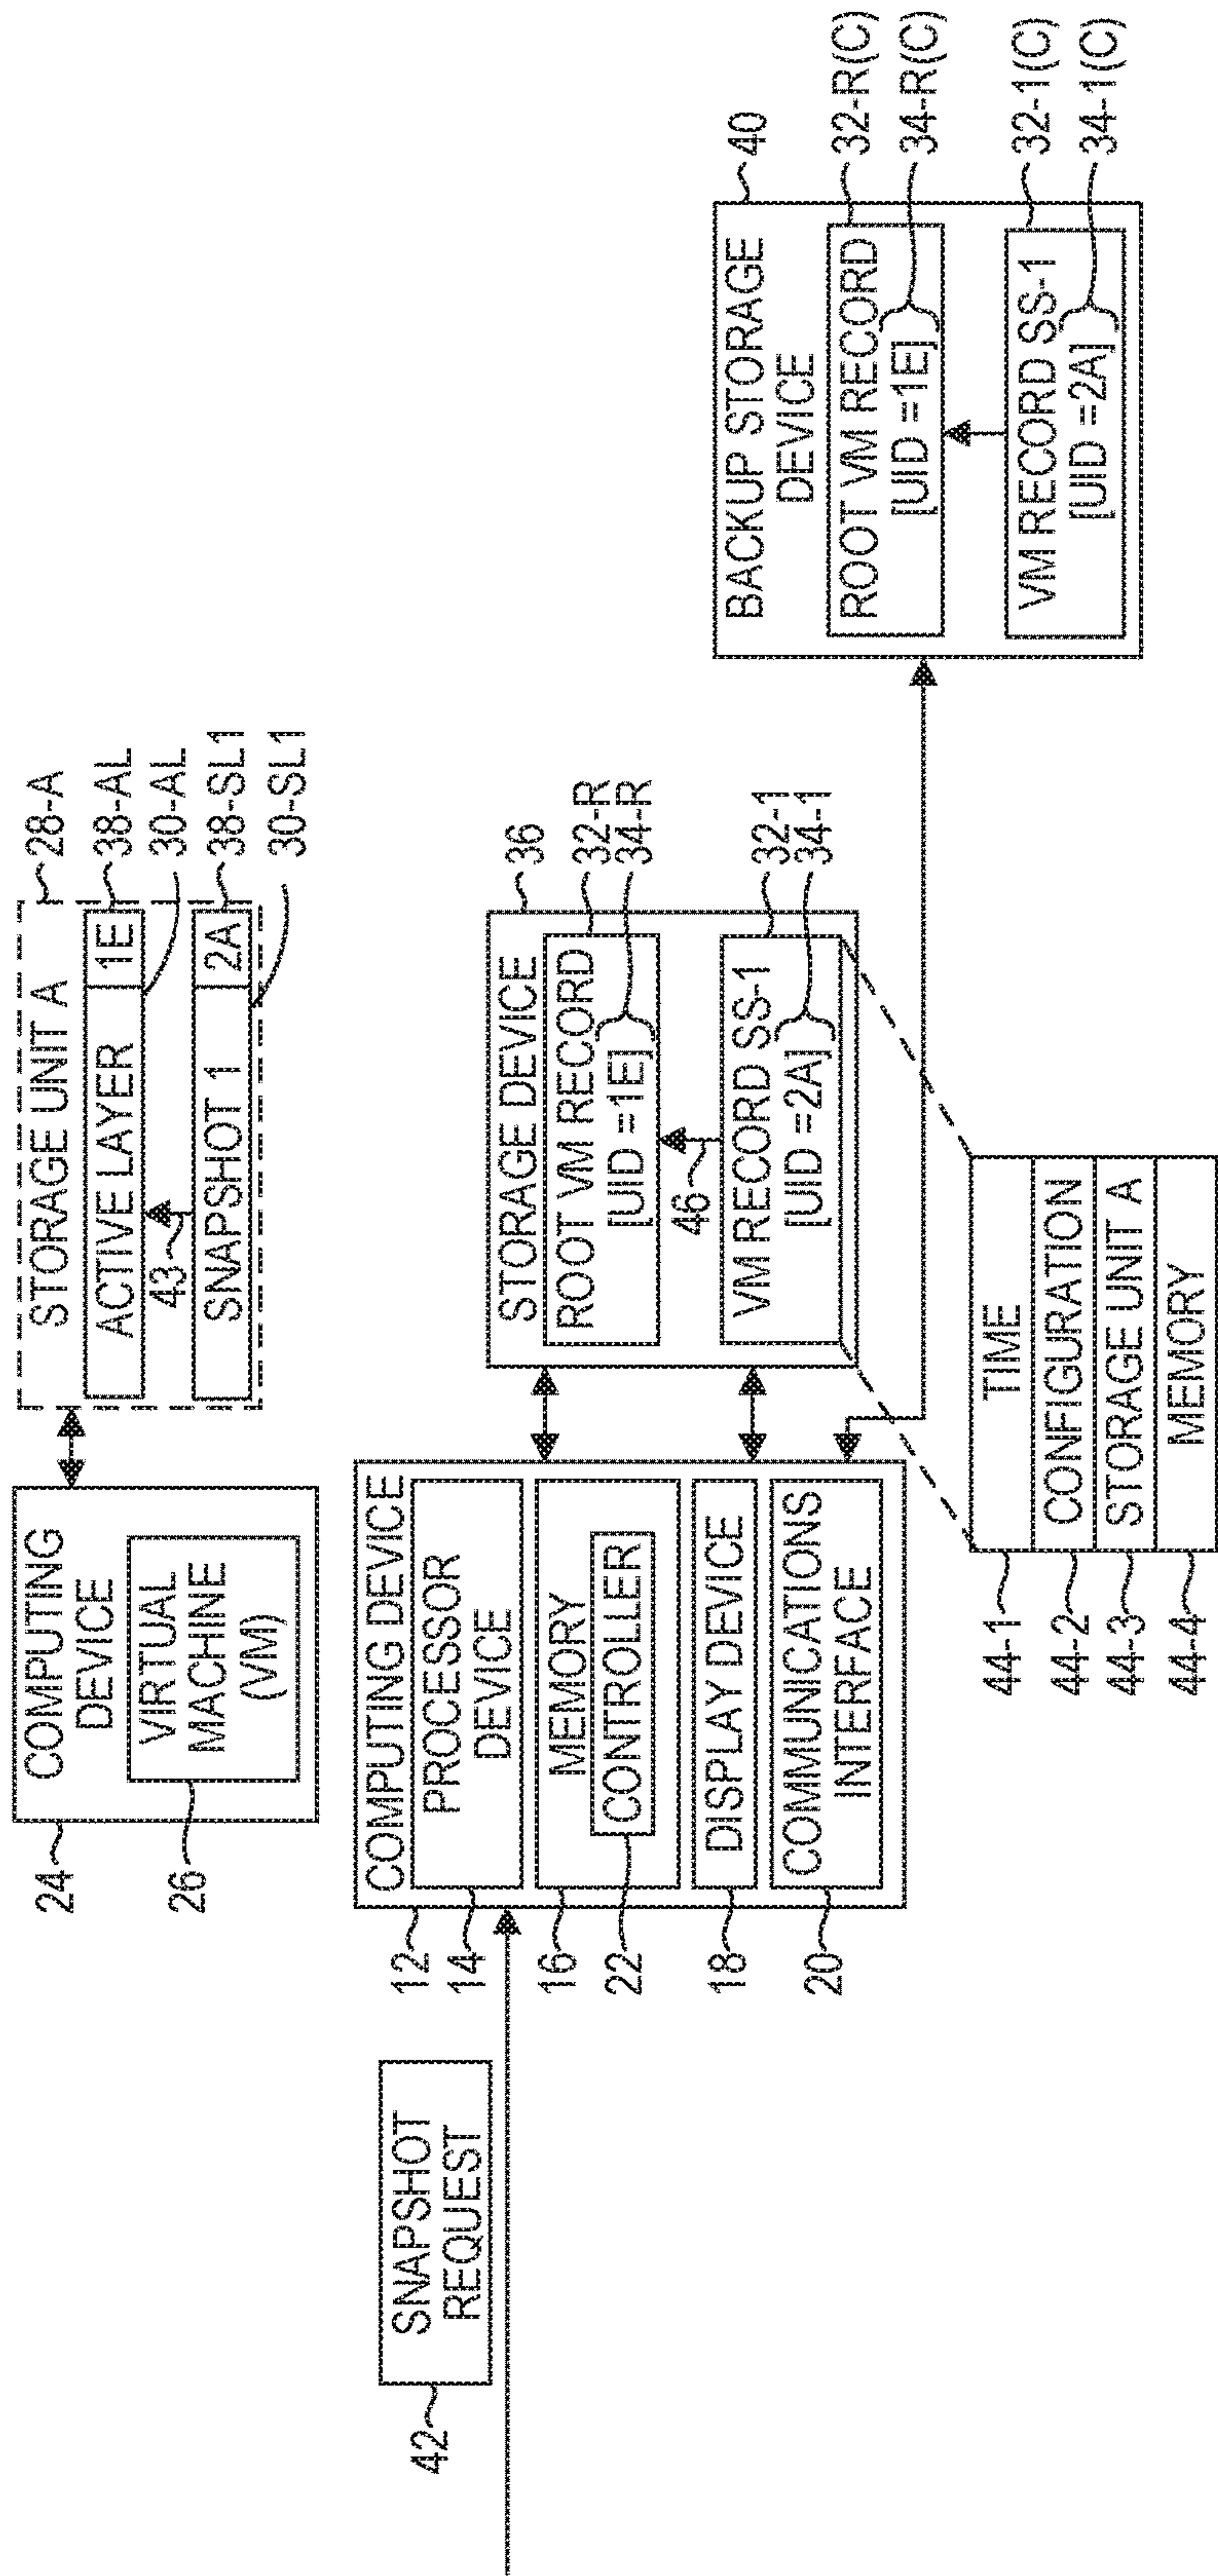 24
COMPUTING
DEVICE
26
VIRTUAL
MACHINE
(VM)
28-A
STORAGE UNIT A
ACTIVE LAYER
1E
38-AL
30-AL
43
SNAPSHOT 1
2A
38-SL1
30-SL1
42
SNAPSHOT
REQUEST
12
COMPUTING DEVICE
14
PROCESSOR
DEVICE
16
MEMORY
22
CONTROLLER
18
DISPLAY DEVICE
20
COMMUNICATIONS
INTERFACE
36
STORAGE DEVICE
ROOT VM RECORD
[UID =1E]
32-R
34-R
46
VM RECORD SS-1
[UID =2A]
32-1
34-1
44-1
TIME
44-2
CONFIGURATION
44-3
STORAGE UNIT A
44-4
MEMORY
40
BACKUP STORAGE
DEVICE
ROOT VM RECORD
[UID =1E]
32-R(C)
34-R(C)
VM RECORD SS-1
[UID =2A]
32-1(C)
34-1(C)